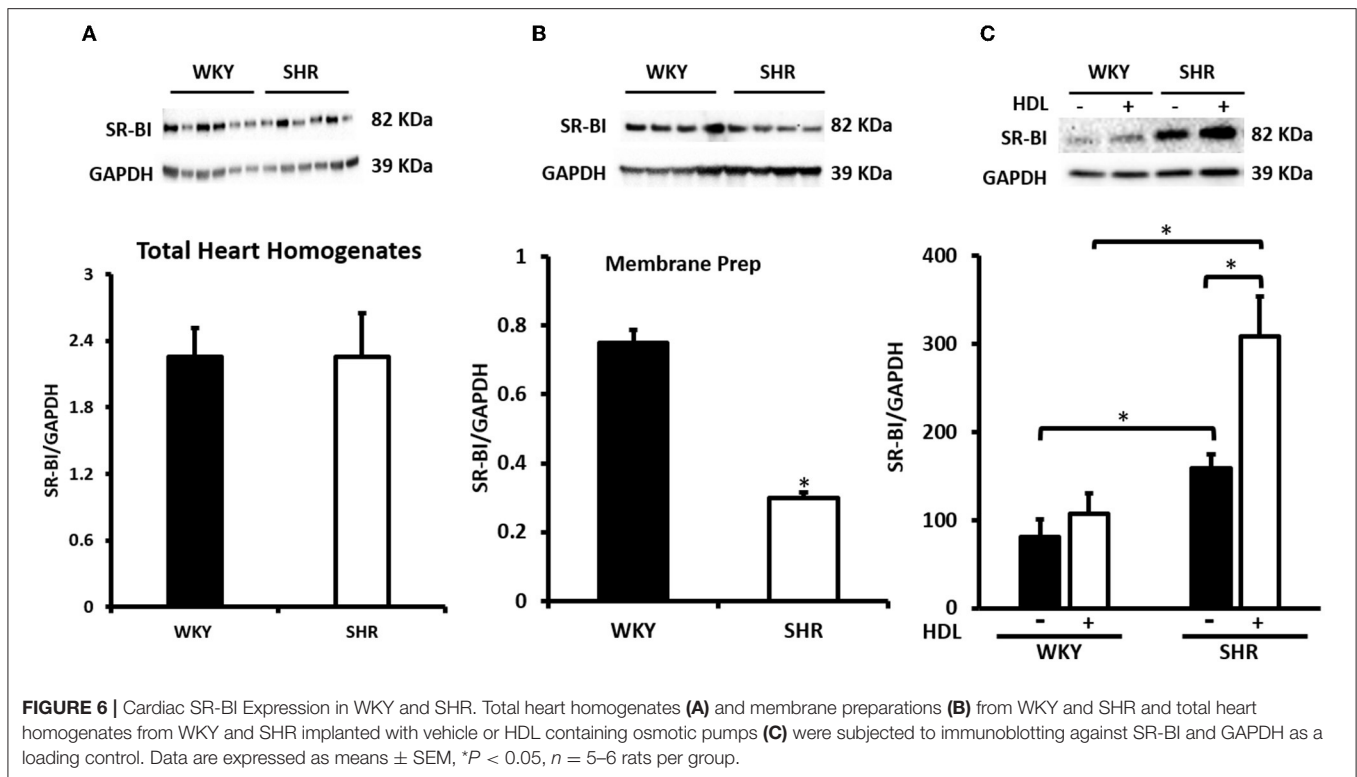 A
WKY SHR
SR-BI 82 KDa
GAPDH 39 KDa
Total Heart Homogenates
SR-BI/GAPDH
3
2.4
1.8
1.2
0.6
0
WKY SHR
B
WKY SHR
SR-BI 82 KDa
GAPDH 39 KDa
Membrane Prep
SR-BI/GAPDH
1
0.8
0.6
0.4
0.2
0
*
WKY SHR
C
WKY SHR
HDL - + - +
SR-BI 82 KDa
GAPDH 39 KDa
SR-BI/GAPDH
400
300
200
100
0
*
*
*
HDL - + - +
WKY SHR
FIGURE 6 | Cardiac SR-BI Expression in WKY and SHR. Total heart homogenates (A) and membrane preparations (B) from WKY and SHR and total heart
homogenates from WKY and SHR implanted with vehicle or HDL containing osmotic pumps (C) were subjected to immunoblotting against SR-BI and GAPDH as a
loading control. Data are expressed as means ± SEM, *P < 0.05, n = 5–6 rats per group.